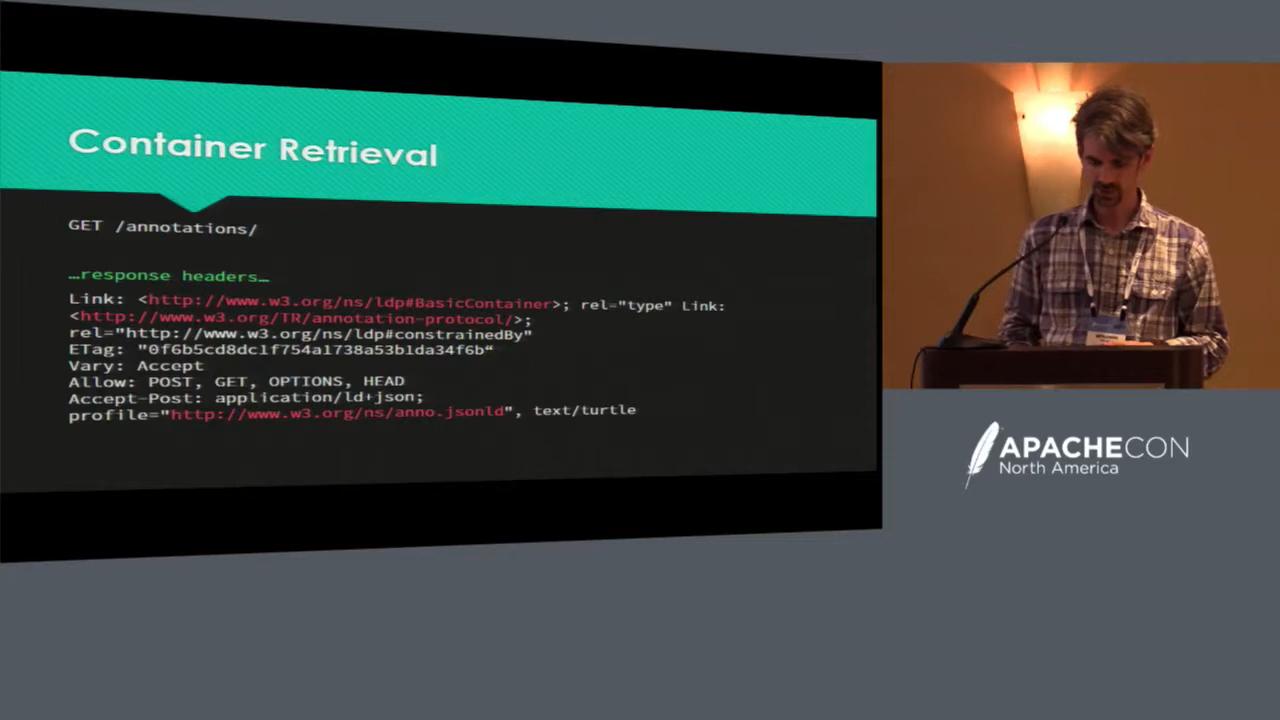 Container Retrieval
GET /annotations/
…response headers…
Link: <http://www.w3.org/ns/ldp#BasicContainer>; rel="type" Link:
<http://www.w3.org/TR/annotation-protocol/>;
rel="http://www.w3.org/ns/ldp#constrainedBy"
ETag: "0f6b5cd8dc1f754a1738a53b1da34f6b“
Vary: Accept
Allow: POST, GET, OPTIONS, HEAD
Accept-Post: application/ld+json;
profile="http://www.w3.org/ns/anno.jsonld", text/turtle
APACHECON
North America